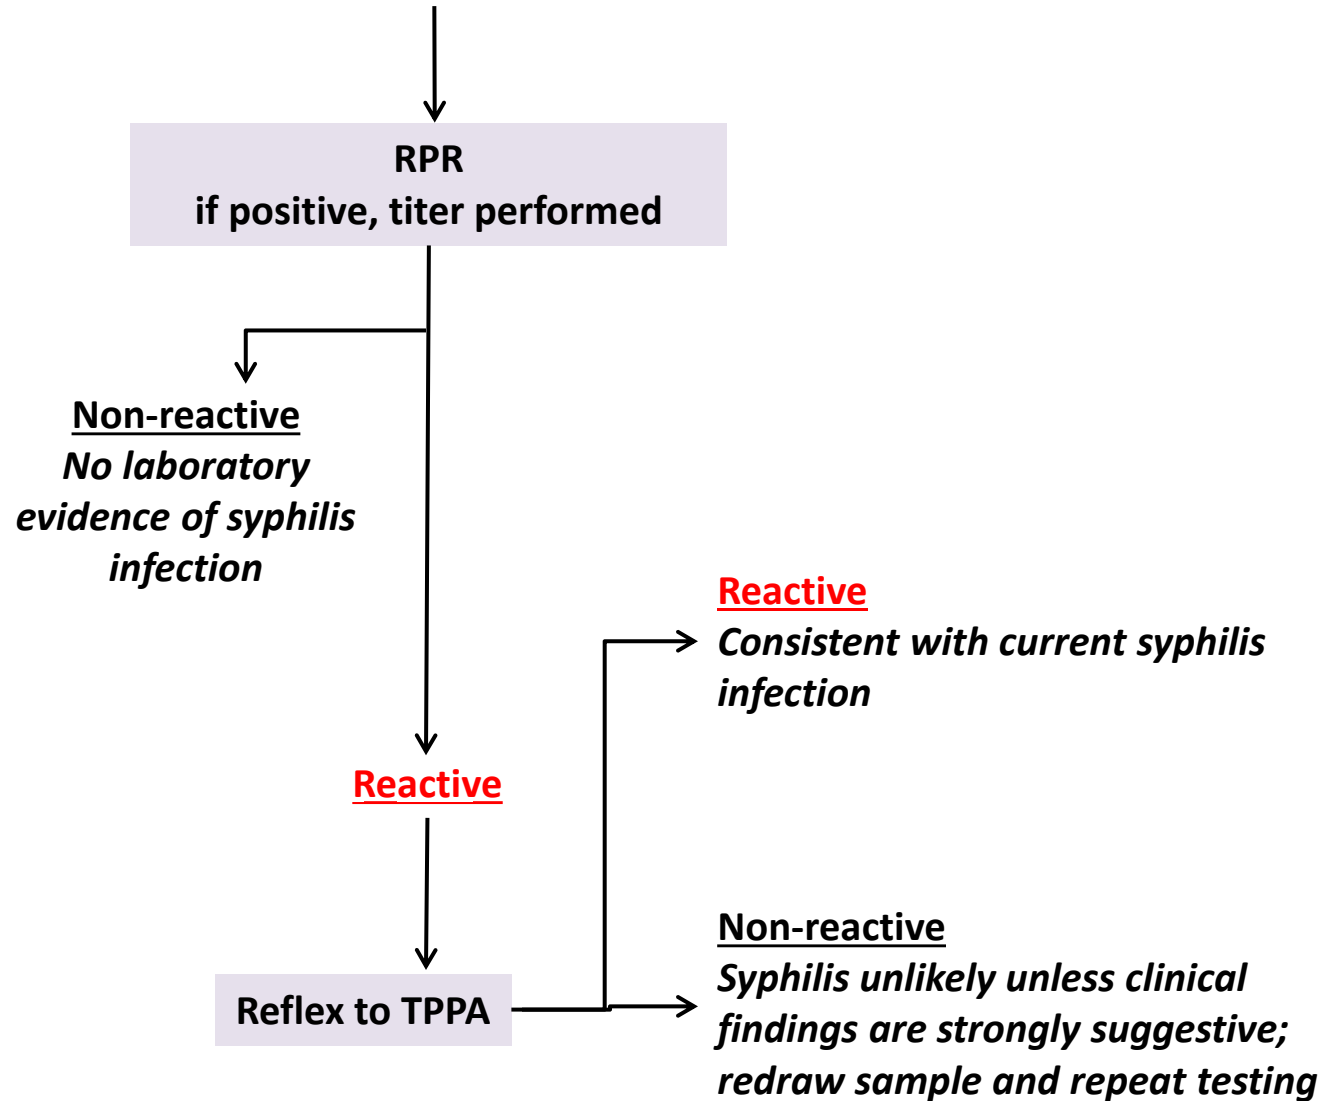 RPR
if positive, titer performed
Non-reactive
No laboratory
evidence of syphilis
infection
Reactive
Consistent with current syphilis
infection
Reactive
Reflex to TPPA
Non-reactive
Syphilis unlikely unless clinical
findings are strongly suggestive;
redraw sample and repeat testing